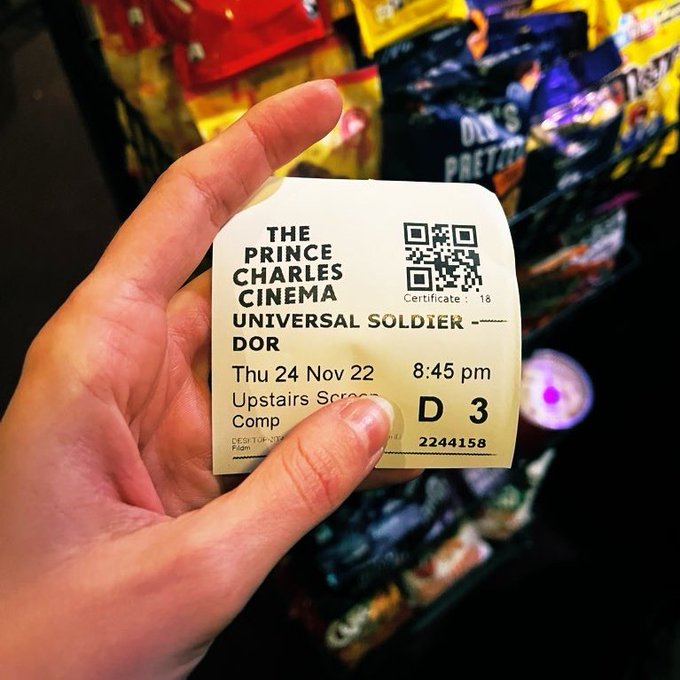 THE
PRINCE
CHARLES
CINEMA
Certificate : 18
UNIVERSAL SOLDIER -
DOR
Thu 24 Nov 22 8:45 pm
Upstairs Screen
Comp
D 3
2244158
PRETZ